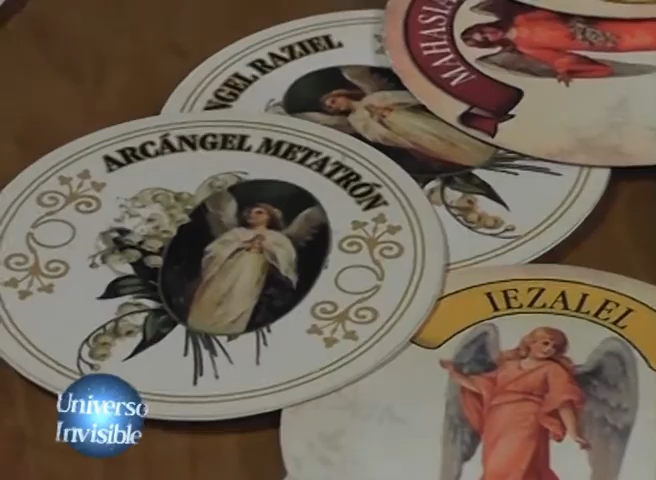 MAHASIA
NGEL RAZIEL
ARCÁNGEL METATRÓN
IEZALEL
Universo
Invisible